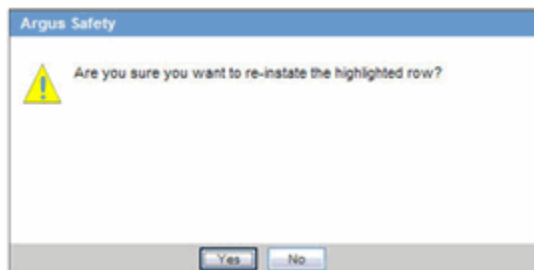 Argus Safety
Are you sure you want to re-instate the highlighted row?
Yes No